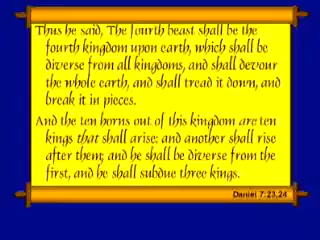 Thus he said, The fourth beast shall be the
fourth kingdom upon earth, which shall be
diverse from all kingdoms, and shall devour
the whole earth, and shall tread it down, and
break it in pieces.
And the ten horns out of this kingdom are ten
kings that shall arise: and another shall rise
after them; and he shall be diverse from the
first, and he shall subdue three kings.
Daniel 7:23,24